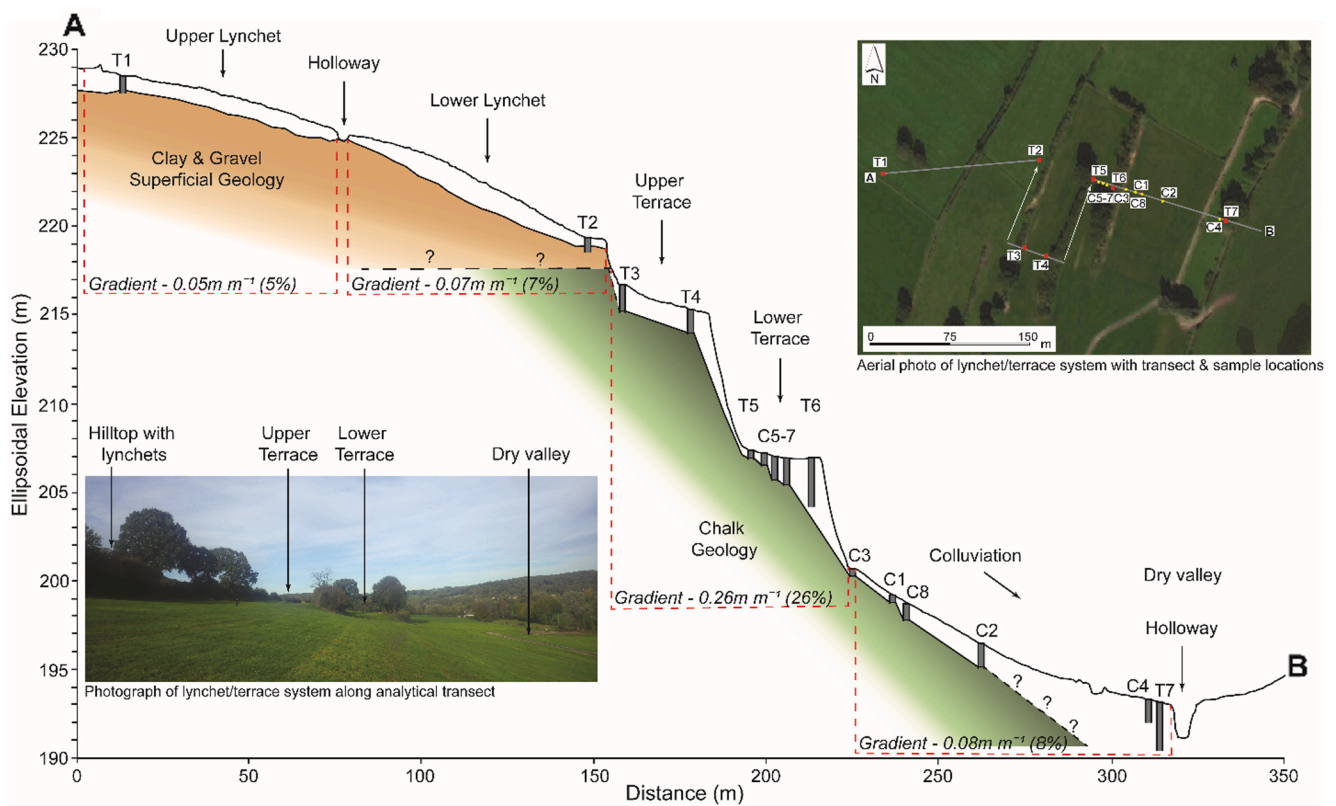 A
Upper Lynchet
T1
Holloway
Lower Lynchet
Clay & Gravel
Superficial Geology
Upper
Terrace
T2
?
?
T3
Gradient - 0.05m m⁻¹ (5%)
Gradient - 0.07m m⁻¹ (7%)
T4
Lower
Terrace
T5
T6
C5-7
Chalk
Geology
Gradient - 0.26m m⁻¹ (26%)
C3
C1
C8
Colluviation
C2
Dry valley
Holloway
?
?
?
C4
T7
B
Gradient - 0.08m m⁻¹ (8%)
230
225
220
215
210
205
200
195
190
Ellipsoidal Elevation (m)
0
50
100
150
200
250
300
350
Distance (m)
N
T1
A
T2
T5
T6
C1
C2
C5-7
C3
C8
T7
C4
B
T3
T4
0
75
150
m
Aerial photo of lynchet/terrace system with transect & sample locations
Hilltop with
lynchets
Upper
Terrace
Lower
Terrace
Dry valley
Photograph of lynchet/terrace system along analytical transect